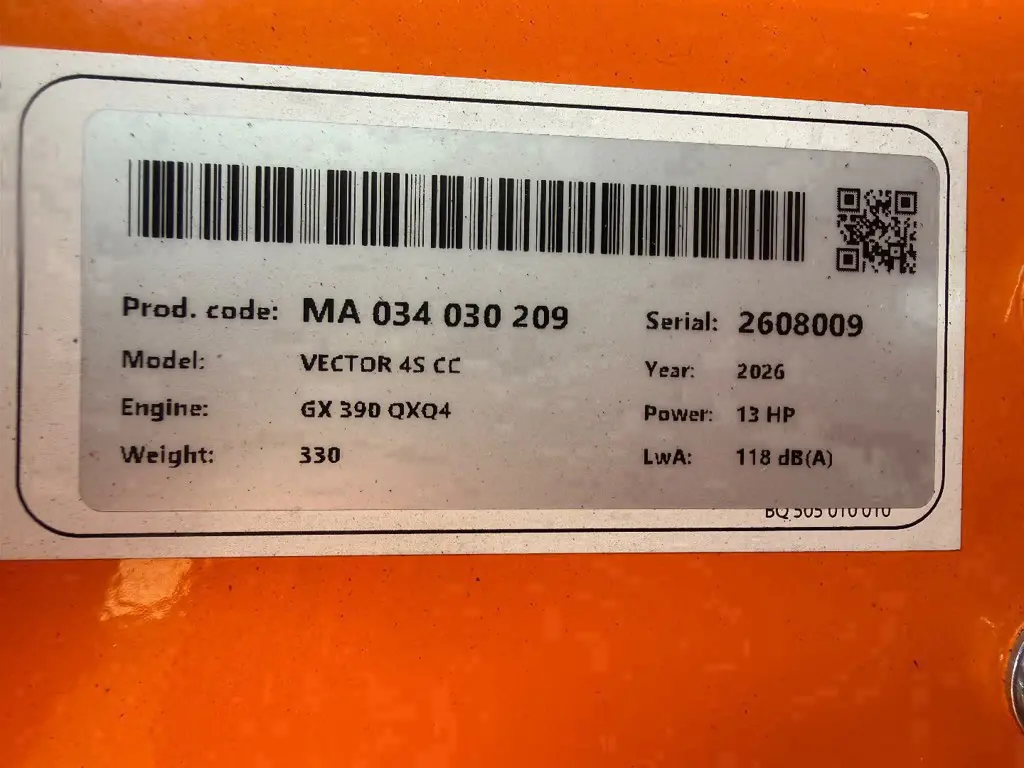 Prod. code: MA 034 030 209
Serial: 2608009
Model: VECTOR 4S CC
Year: 2026
Engine: GX 390 QXQ4
Power: 13 HP
Weight: 330
LwA: 118 dB(A)
BQ 505 010 010